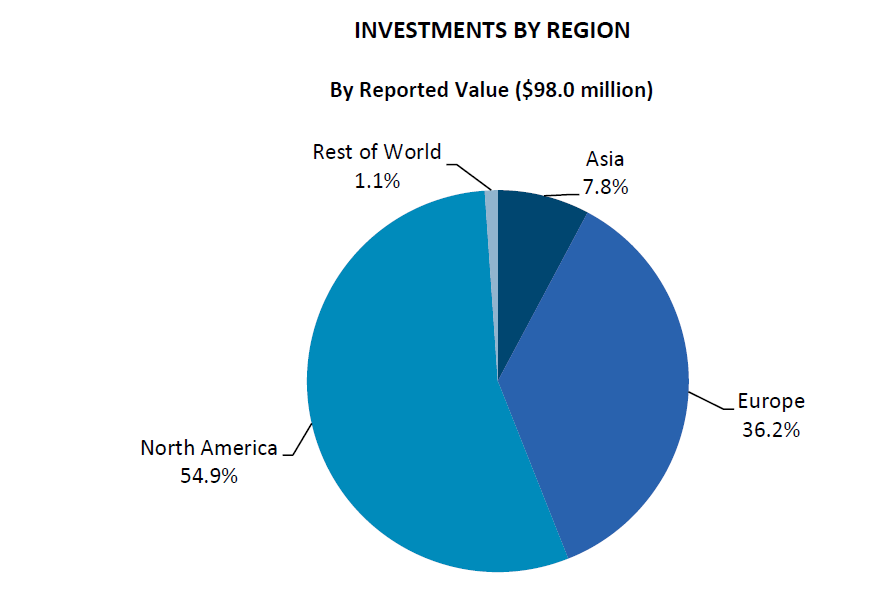 INVESTMENTS BY REGION
By Reported Value ($98.0 million)
Rest of World
1.1%
Asia
7.8%
Europe
36.2%
North America
54.9%